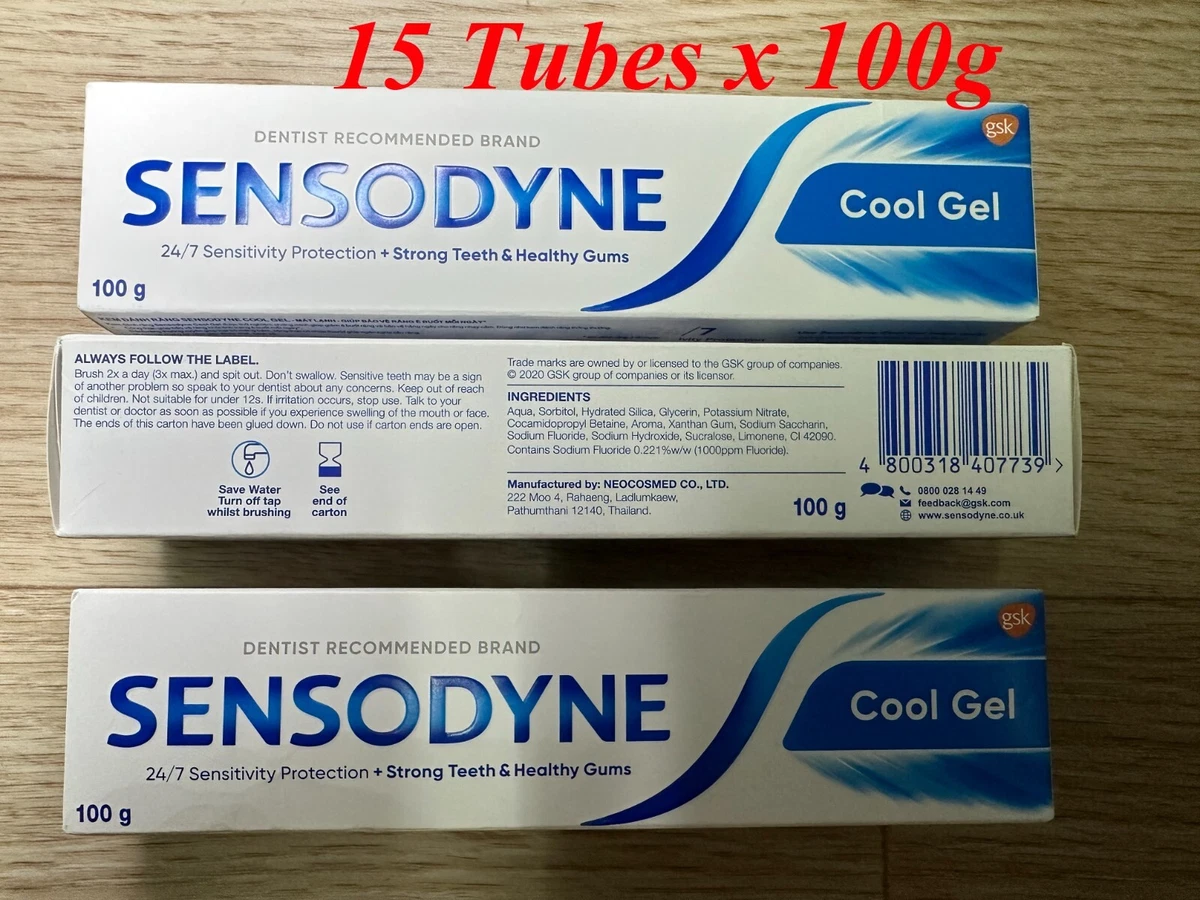 15 Tubes x 100g
DENTIST RECOMMENDED BRAND
SENSODYNE
24/7 Sensitivity Protection + Strong Teeth & Healthy Gums
100 g
gsk
Cool Gel
SENSODYNE COOL GEL
ALWAYS FOLLOW THE LABEL.
Brush 2x a day (3x max.) and spit out. Don't swallow. Sensitive teeth may be a sign
of another problem so speak to your dentist about any concerns. Keep out of reach
of children. Not suitable for under 12s. If irritation occurs, stop use. Talk to your
dentist or doctor as soon as possible if you experience swelling of the mouth or face.
The ends of this carton have been glued down. Do not use if carton ends are open.
Save Water
Turn off tap
whilst brushing
See
end of
carton
Trade marks are owned by or licensed to the GSK group of companies.
© 2020 GSK group of companies or its licensor.
INGREDIENTS
Aqua, Sorbitol, Hydrated Silica, Glycerin, Potassium Nitrate,
Cocamidopropyl Betaine, Aroma, Xanthan Gum, Sodium Saccharin,
Sodium Fluoride, Sodium Hydroxide, Sucralose, Limonene, CI 42090.
Contains Sodium Fluoride 0.221%w/w (1000ppm Fluoride).
Manufactured by: NEOCOSMED CO., LTD.
222 Moo 4, Rahaeng, Ladlumkaew,
Pathumthani 12140, Thailand.
100 g
4 800318 407739 >
0800 028 14 49
feedback@gsk.com
www.sensodyne.co.uk
DENTIST RECOMMENDED BRAND
SENSODYNE
24/7 Sensitivity Protection + Strong Teeth & Healthy Gums
100 g
gsk
Cool Gel